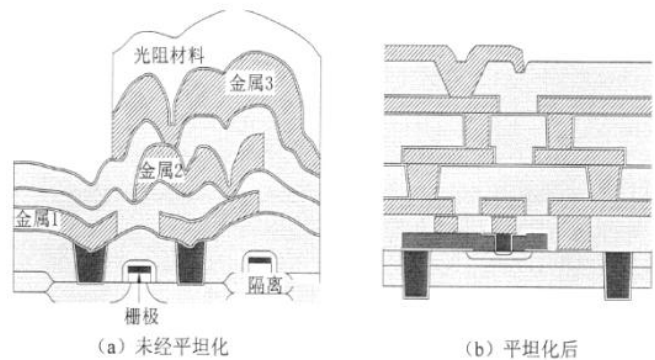 光阻材料
金属3
金属2
金属1
隔离
栅极
(a) 未经平坦化
(b) 平坦化后